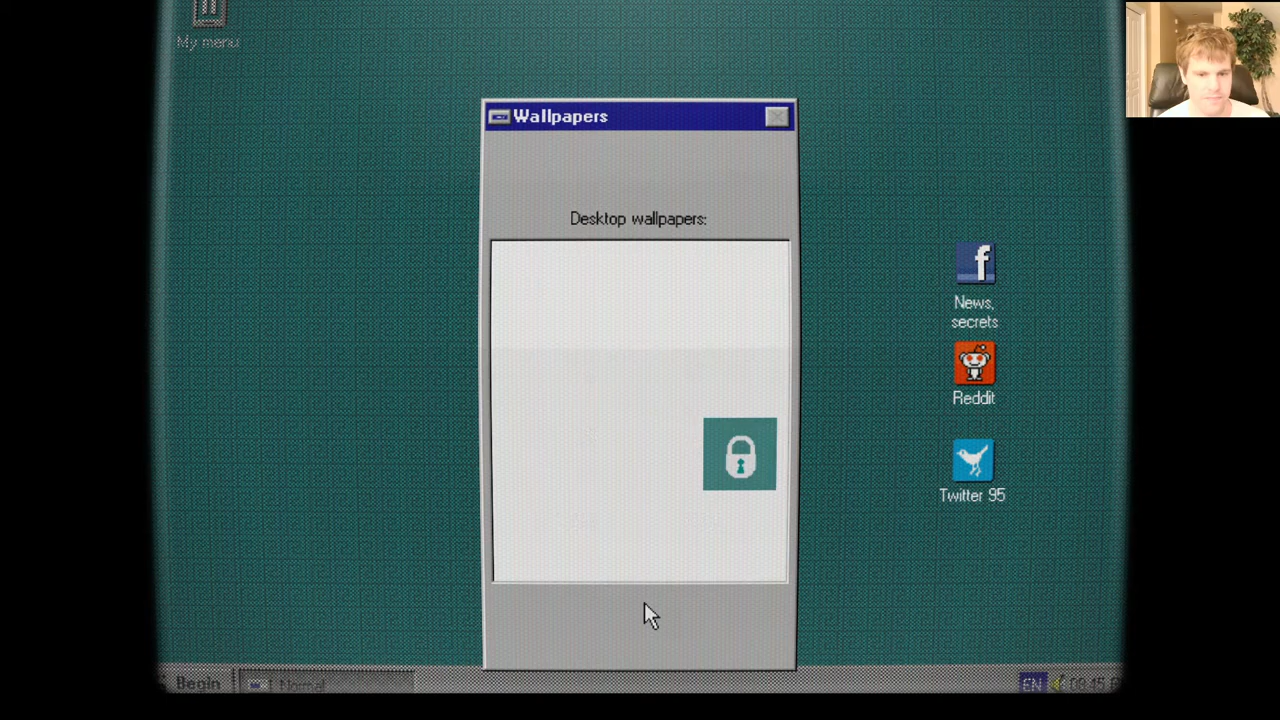 My menu
Wallpapers
Desktop wallpapers:
News,
secrets
Reddit
Twitter 95
Begin
Normal
EN